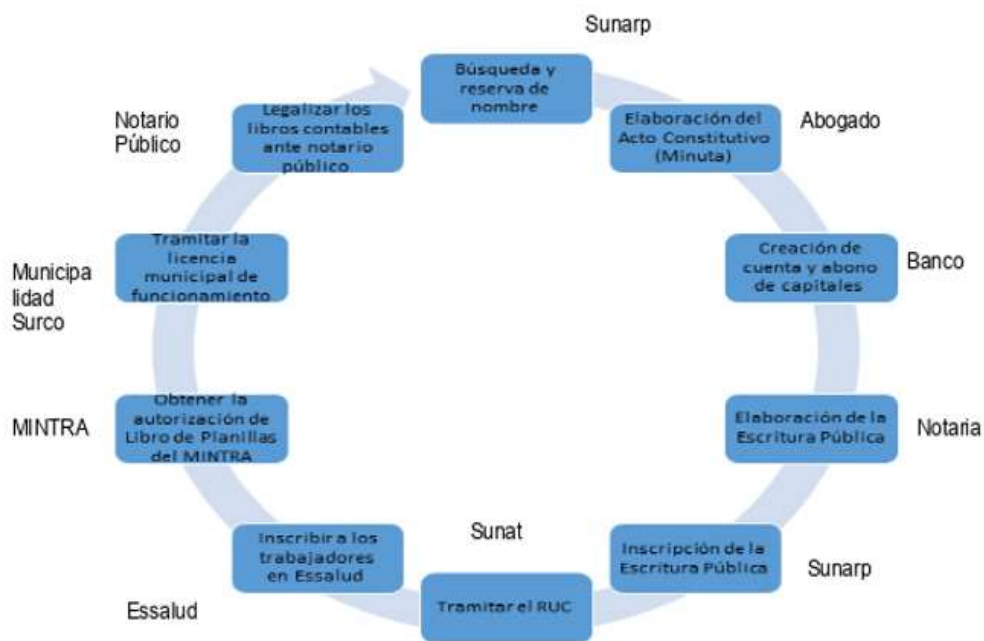 Sunarp
Búsqueda y
reserva de
nombre
Elaboración del
Acto Constitutivo
(Minuta)
Abogado
Creación de
cuenta y abono
de capitales
Banco
Elaboración de la
Escritura Pública
Notaria
Inscripción de la
Escritura Pública
Sunarp
Sunat
Tramitar el RUC
Inscribir a los
trabajadores
en Essalud
Essalud
Obtener la
autorización de
Libro de Planillas
del MINTRA
MINTRA
Tramitar la
licencia
municipal de
funcionamiento
Municipa
lidad
Surco
Legalizar los
libros contables
ante notario
público
Notario
Público